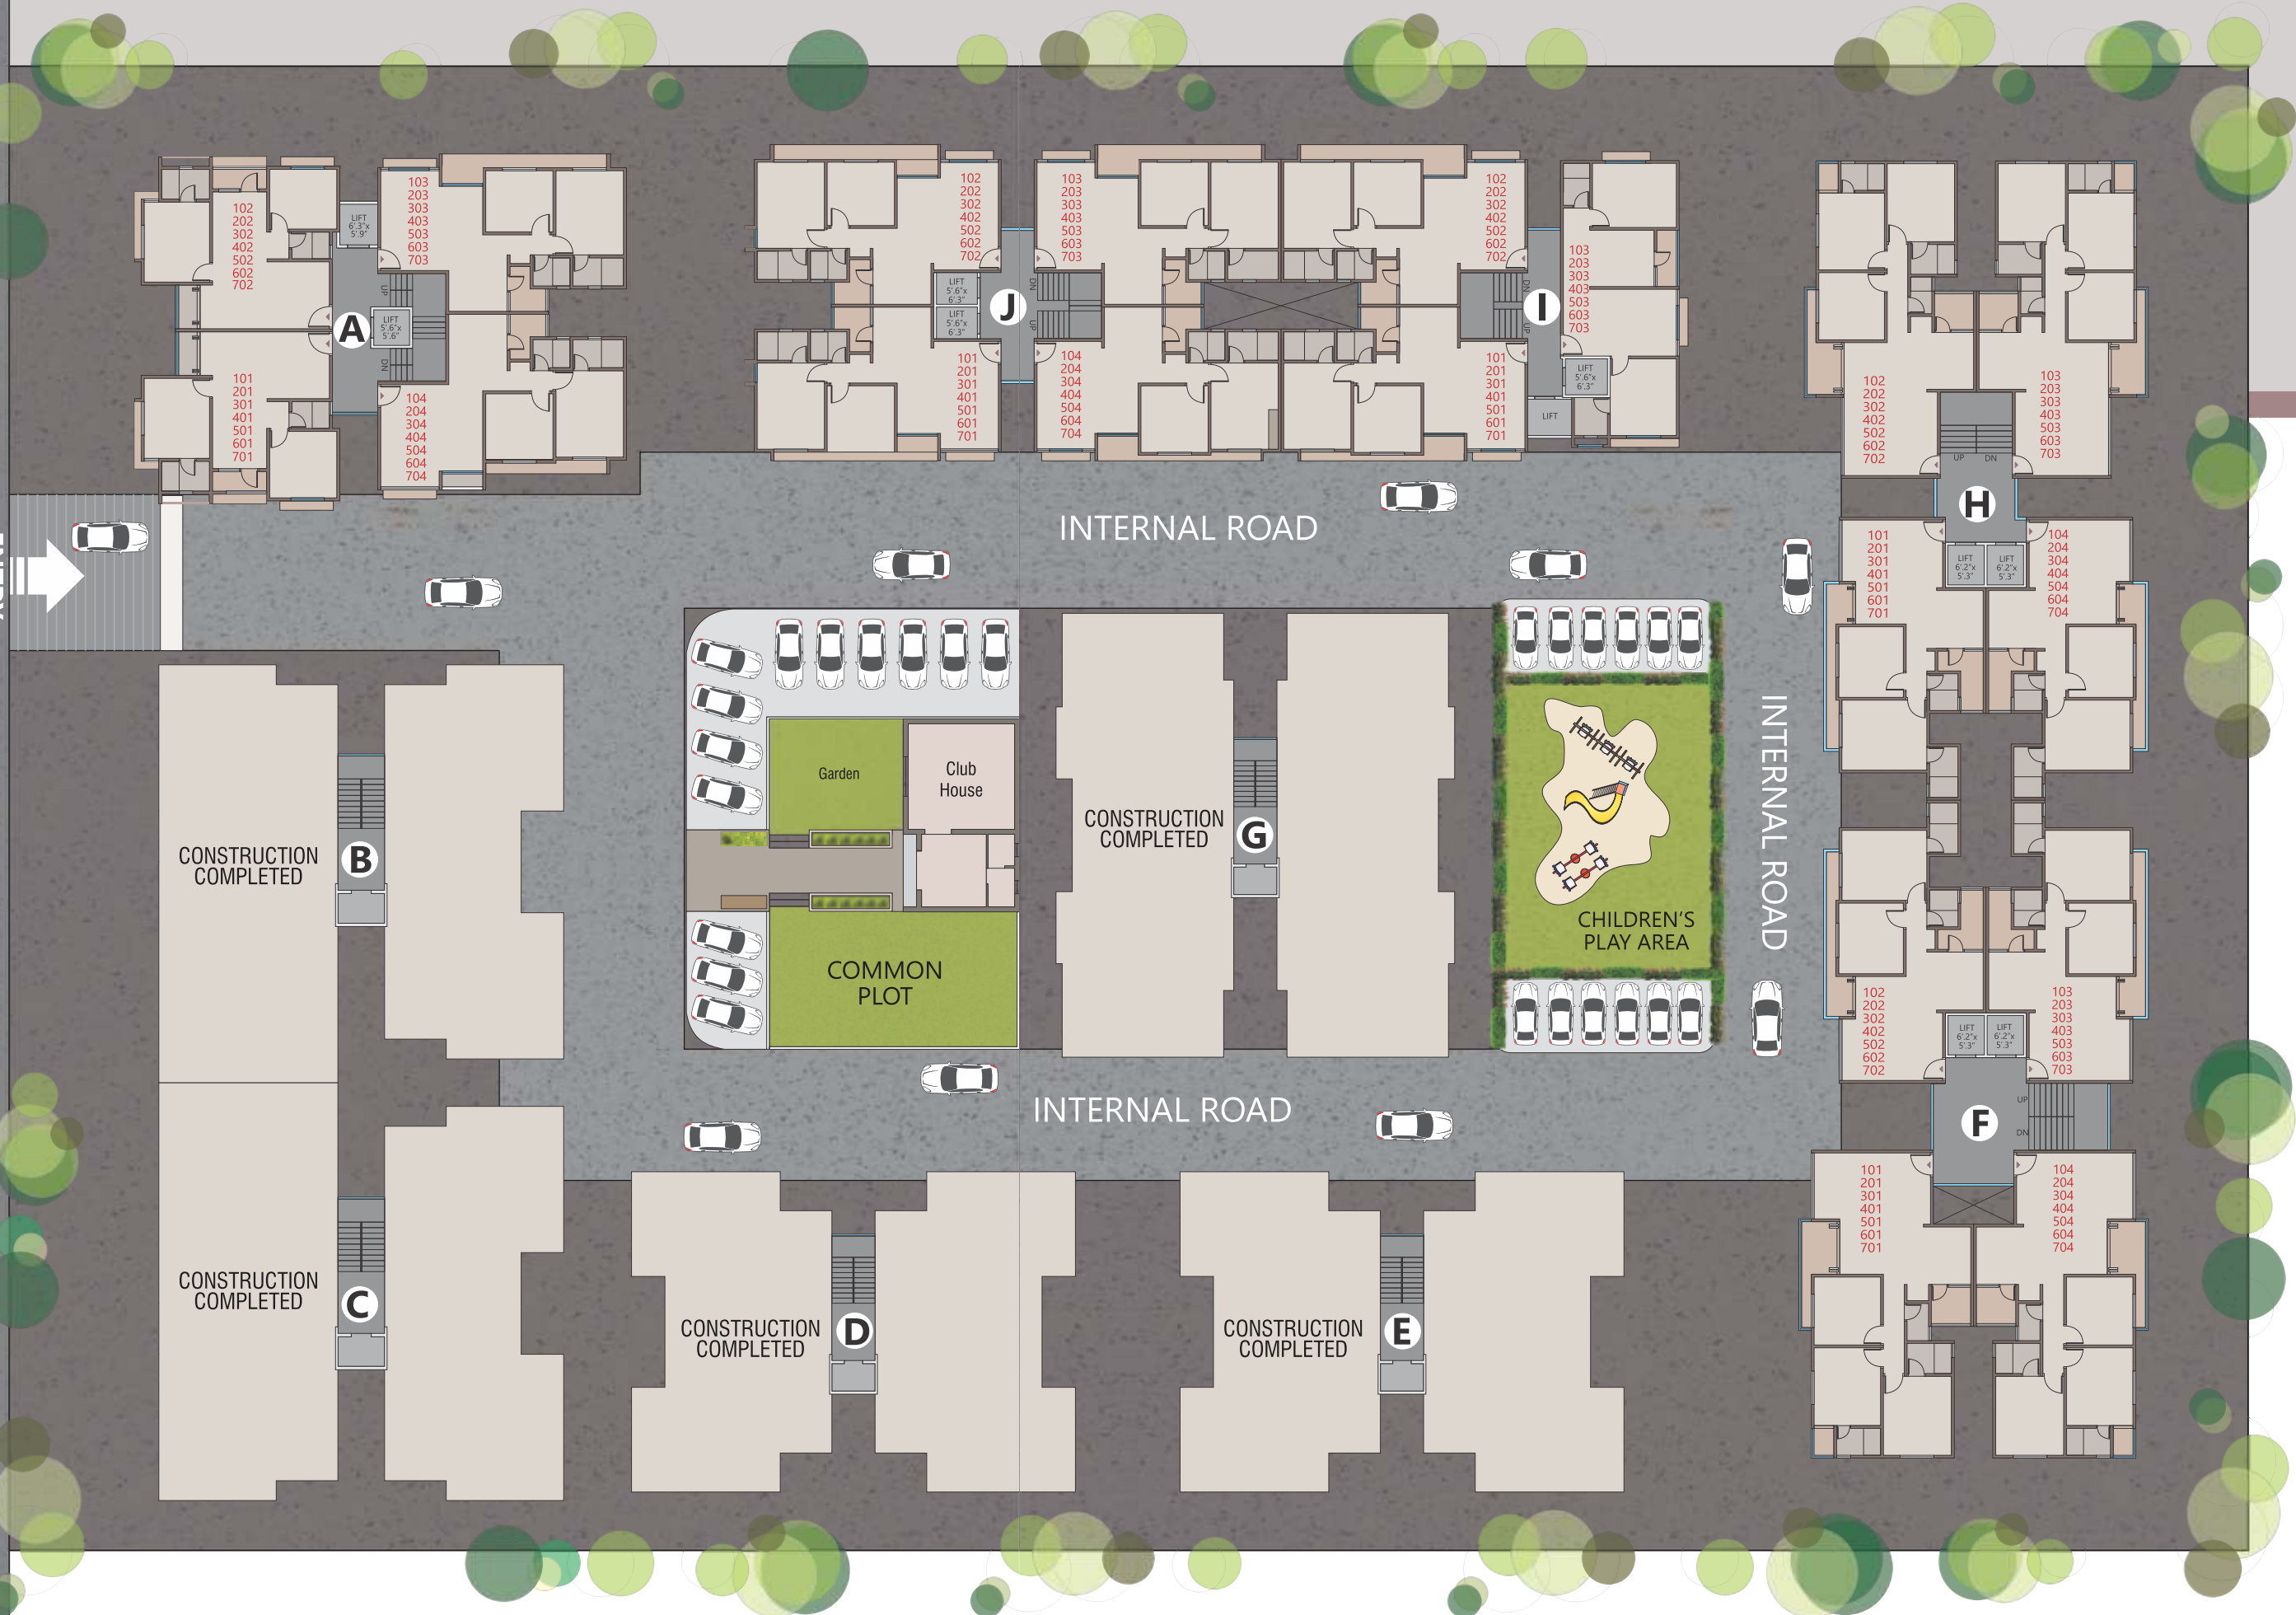 102
202
302
402
502
602
702
LIFT
6'.3"x
5'.9"
103
203
303
403
503
603
703
UP
A
LIFT
5'.6"x
5'.6"
DN
101
201
301
401
501
601
701
104
204
304
404
504
604
704
102
202
302
402
502
602
702
103
203
303
403
503
603
703
LIFT
5'.6"x
6'.3"
LIFT
5'.6"x
6'.3"
J
DN
UP
101
201
301
401
501
601
701
104
204
304
404
504
604
704
102
202
302
402
502
602
702
103
203
303
403
503
603
703
DN
I
UP
101
201
301
401
501
601
701
LIFT
5'.6"x
6'.3"
LIFT
102
202
302
402
502
602
702
103
203
303
403
503
603
703
UP
DN
H
101
201
301
401
501
601
701
LIFT
6'.2"x
5'.3"
LIFT
6'.2"x
5'.3"
104
204
304
404
504
604
704
INTERNAL ROAD
INTERNAL ROAD
Garden
Club
House
COMMON
PLOT
CONSTRUCTION
COMPLETED
G
CHILDREN'S
PLAY AREA
CONSTRUCTION
COMPLETED
B
INTERNAL ROAD
102
202
302
402
502
602
702
LIFT
6'.2"x
5'.3"
LIFT
6'.2"x
5'.3"
103
203
303
403
503
603
703
UP
F
DN
101
201
301
401
501
601
701
104
204
304
404
504
604
704
CONSTRUCTION
COMPLETED
C
CONSTRUCTION
COMPLETED
D
CONSTRUCTION
COMPLETED
E